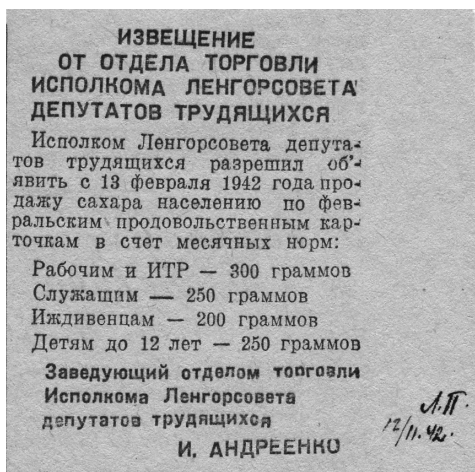 ИЗВЕЩЕНИЕ
ОТ ОТДЕЛА ТОРГОВЛИ
ИСПОЛКОМА ЛЕНГОРСОВЕТА
ДЕПУТАТОВ ТРУДЯЩИХСЯ
Исполком Ленгорсовета депута-
тов трудящихся разрешил об'-
явить с 13 февраля 1942 года про-
дажу сахара населению по фев-
ральским продовольственным кар-
точкам в счет месячных норм:
Рабочим и ИТР — 300 граммов
Служащим — 250 граммов
Иждивенцам — 200 граммов
Детям до 12 лет — 250 граммов
Заведующий отделом торговли
Исполкома Ленгорсовета
депутатов трудящихся
И. АНДРЕЕНКО
Л.П.
12/II.42.